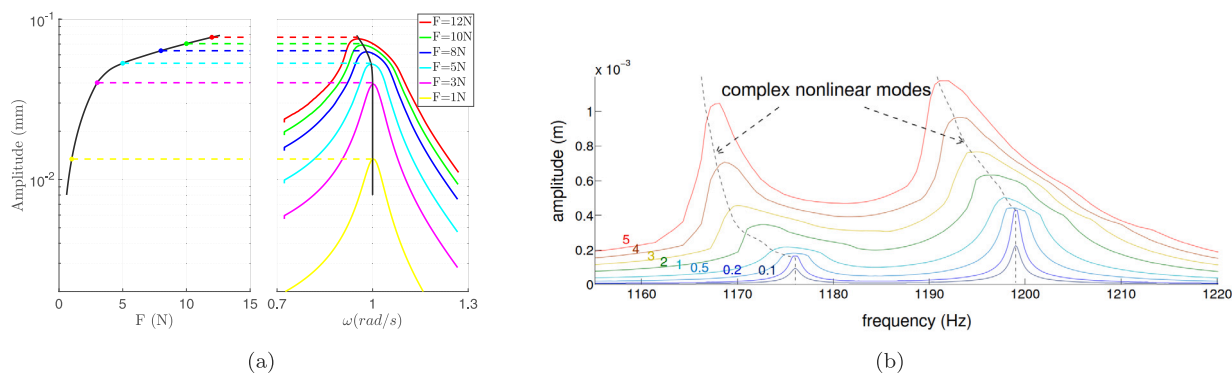 10^{-1}
10^{-2}
Amplitude (mm)
0 5 10 15
F (N)
F=12N
F=10N
F=8N
F=5N
F=3N
F=1N
0.7 1 1.3
ω(rad/s)
(a)
x 10^{-3}
complex nonlinear modes
amplitude (m)
1
0.8
0.6
0.4
0.2
0
5
4
3
2
1
0.5
0.2
0.1
1160 1170 1180 1190 1200 1210 1220
frequency (Hz)
(b)